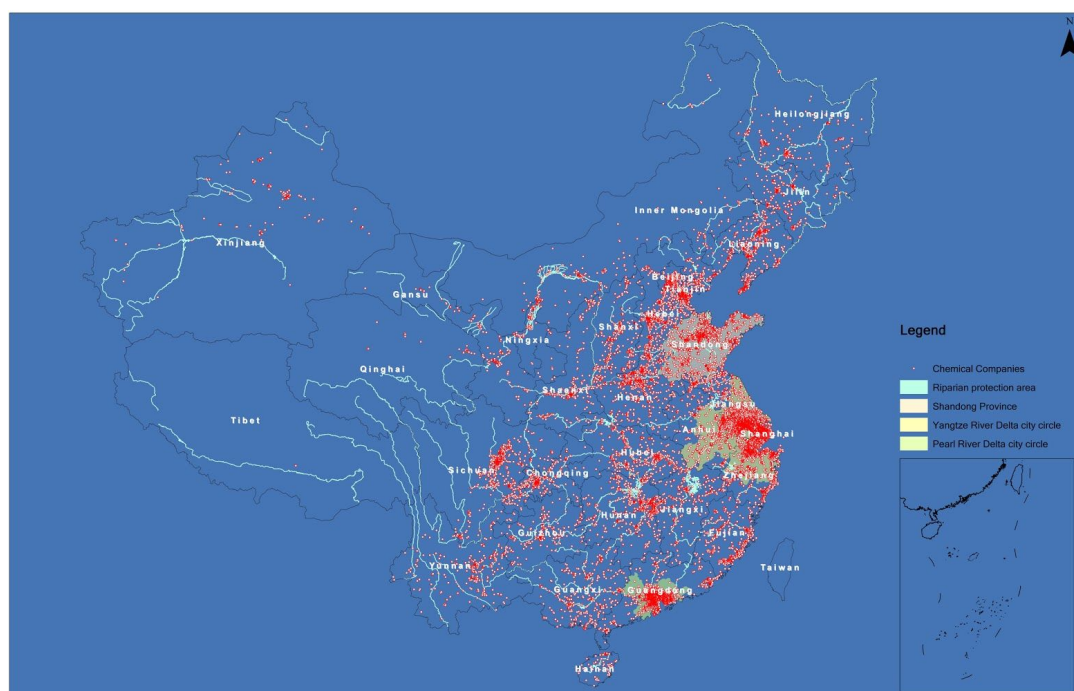 N
Heilongjiang
Jilin
Inner Mongolia
Liaoning
Xinjiang
Beijing
Tianjin
Gansu
Hebei
Shanxi
Ningxia
Shandong
Qinghai
Shaanxi
Henan
Jiangsu
Tibet
Anhui
Shanghai
Hubei
Sichuan
Chongqing
Zhejiang
Hunan
Jiangxi
Guizhou
Fujian
Yunnan
Taiwan
Guangxi
Guangdong
Hainan
Legend
Chemical Companies
Riparian protection area
Shandong Province
Yangtze River Delta city circle
Pearl River Delta city circle